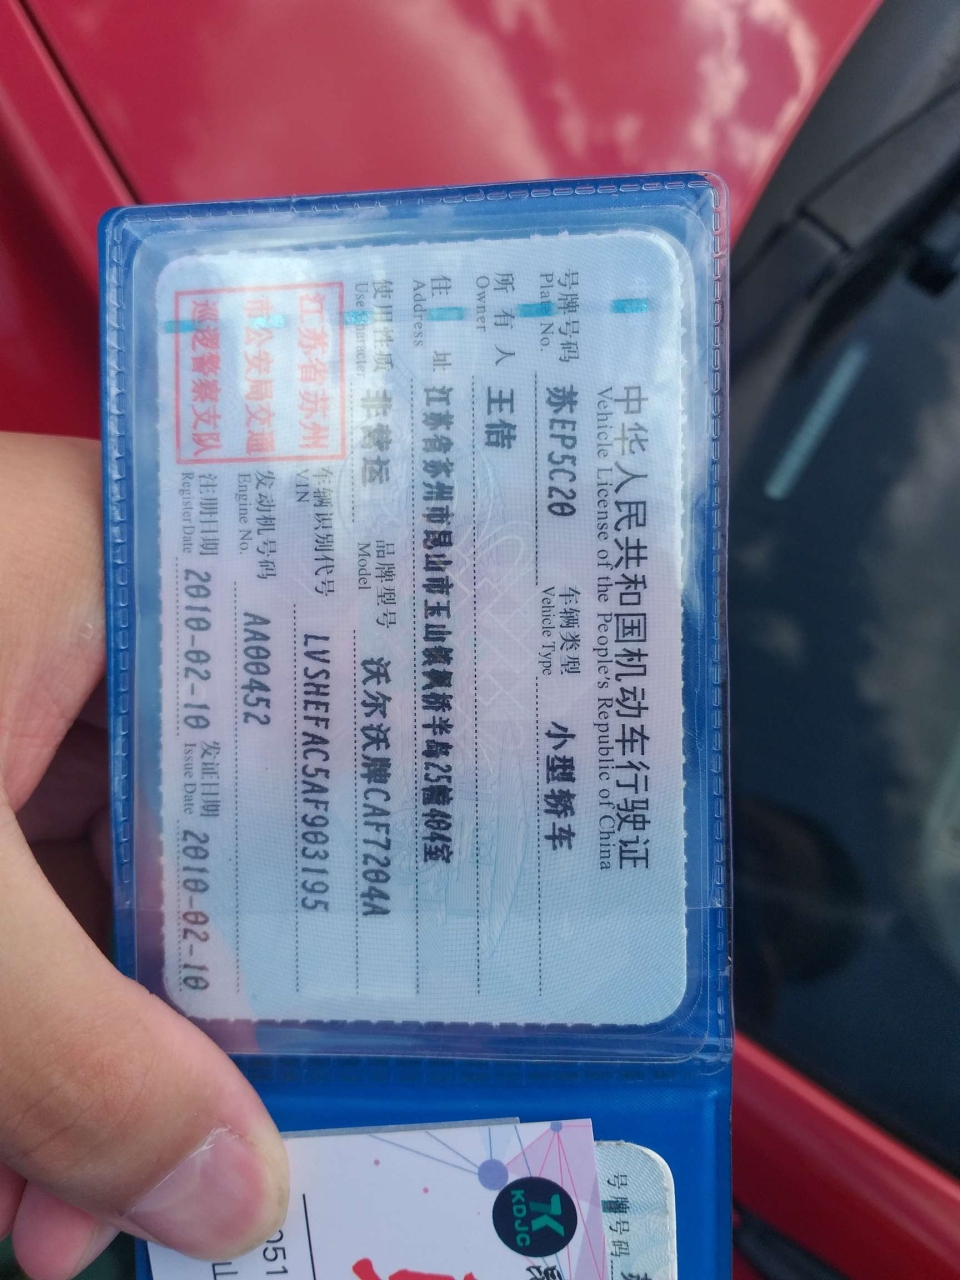 中华人民共和国机动车行驶证
Vehicle License of the People's Republic of China
号牌号码 苏EP5C20 车辆类型 小型轿车
Plate No. Vehicle Type
所有人 王佶
Owner
住址 江苏省苏州市昆山市玉山镇枫桥半岛25幢404室
Address
使用性质 非营运 品牌型号 沃尔沃牌CAF7204A
Use Character Model
江苏省苏州
市公安局交通
巡逻警察支队
车辆识别代号 LVSHEFAC5AF903195
VIN
发动机号码 AA00452
Engine No.
注册日期 2010-02-10 发证日期 2010-02-10
Register Date Issue Date
号牌号码
KDJC
051